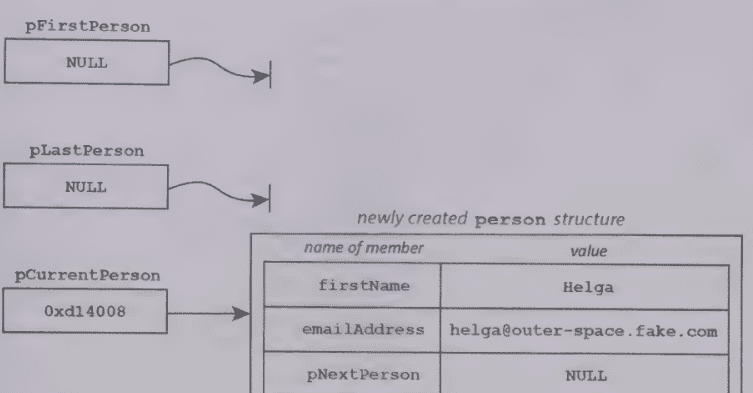 pFirstPerson
NULL
pLastPerson
NULL
newly created person structure
name of member value
pCurrentPerson
firstName Helga
0xd14008
emailAddress helga@outer-space.fake.com
pNextPerson NULL